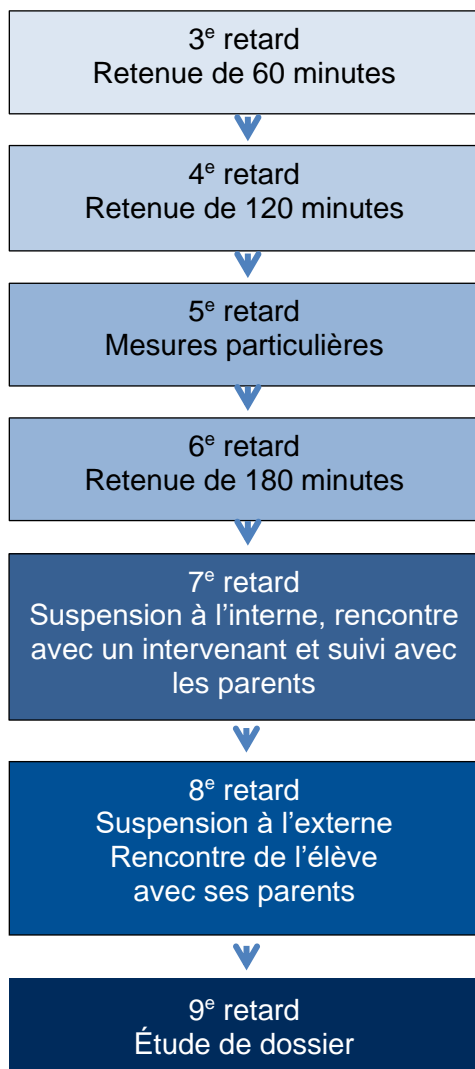 3e retard
Retenue de 60 minutes
4e retard
Retenue de 120 minutes
5e retard
Mesures particulières
6e retard
Retenue de 180 minutes
7e retard
Suspension à l’interne, rencontre
avec un intervenant et suivi avec
les parents
8e retard
Suspension à l’externe
Rencontre de l’élève
avec ses parents
9e retard
Étude de dossier